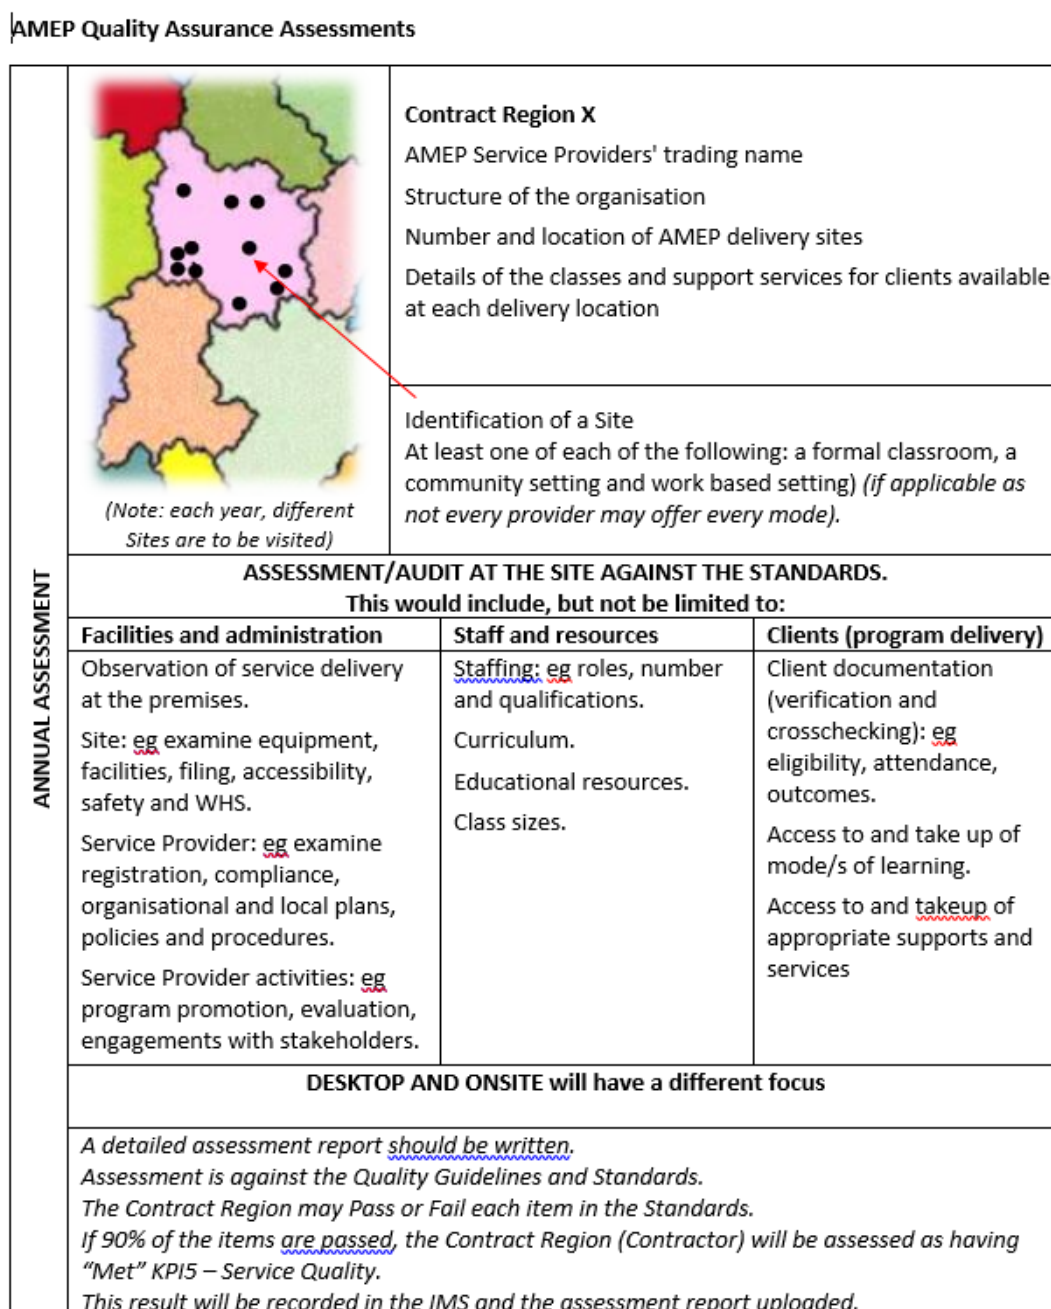 AMEP Quality Assurance Assessments
ANNUAL ASSESSMENT
(Note: each year, different
Sites are to be visited)
Contract Region X
AMEP Service Providers' trading name
Structure of the organisation
Number and location of AMEP delivery sites
Details of the classes and support services for clients available
at each delivery location
Identification of a Site
At least one of each of the following: a formal classroom, a
community setting and work based setting) (if applicable as
not every provider may offer every mode).
ASSESSMENT/AUDIT AT THE SITE AGAINST THE STANDARDS.
This would include, but not be limited to:
Facilities and administration
Observation of service delivery
at the premises.
Site: eg examine equipment,
facilities, filing, accessibility,
safety and WHS.
Service Provider: eg examine
registration, compliance,
organisational and local plans,
policies and procedures.
Service Provider activities: eg
program promotion, evaluation,
engagements with stakeholders.
Staff and resources
Staffing: eg roles, number
and qualifications.
Curriculum.
Educational resources.
Class sizes.
Clients (program delivery)
Client documentation
(verification and
crosschecking): eg
eligibility, attendance,
outcomes.
Access to and take up of
mode/s of learning.
Access to and takeup of
appropriate supports and
services
DESKTOP AND ONSITE will have a different focus
A detailed assessment report should be written.
Assessment is against the Quality Guidelines and Standards.
The Contract Region may Pass or Fail each item in the Standards.
If 90% of the items are passed, the Contract Region (Contractor) will be assessed as having
“Met” KPI5 – Service Quality.
This result will be recorded in the IMS and the assessment report uploaded.